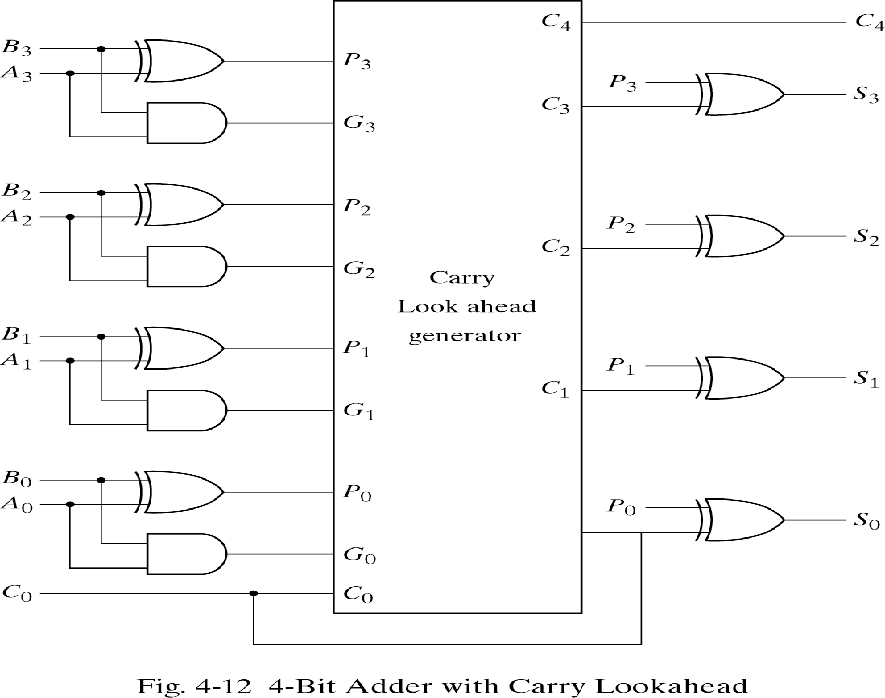 B3
A3
P3
G3
B2
A2
P2
G2
B1
A1
P1
G1
B0
A0
P0
G0
C0
C0
Carry
Look ahead
generator
C4
C4
C3
P3
S3
C2
P2
S2
C1
P1
S1
P0
S0
Fig. 4-12 4-Bit Adder with Carry Lookahead